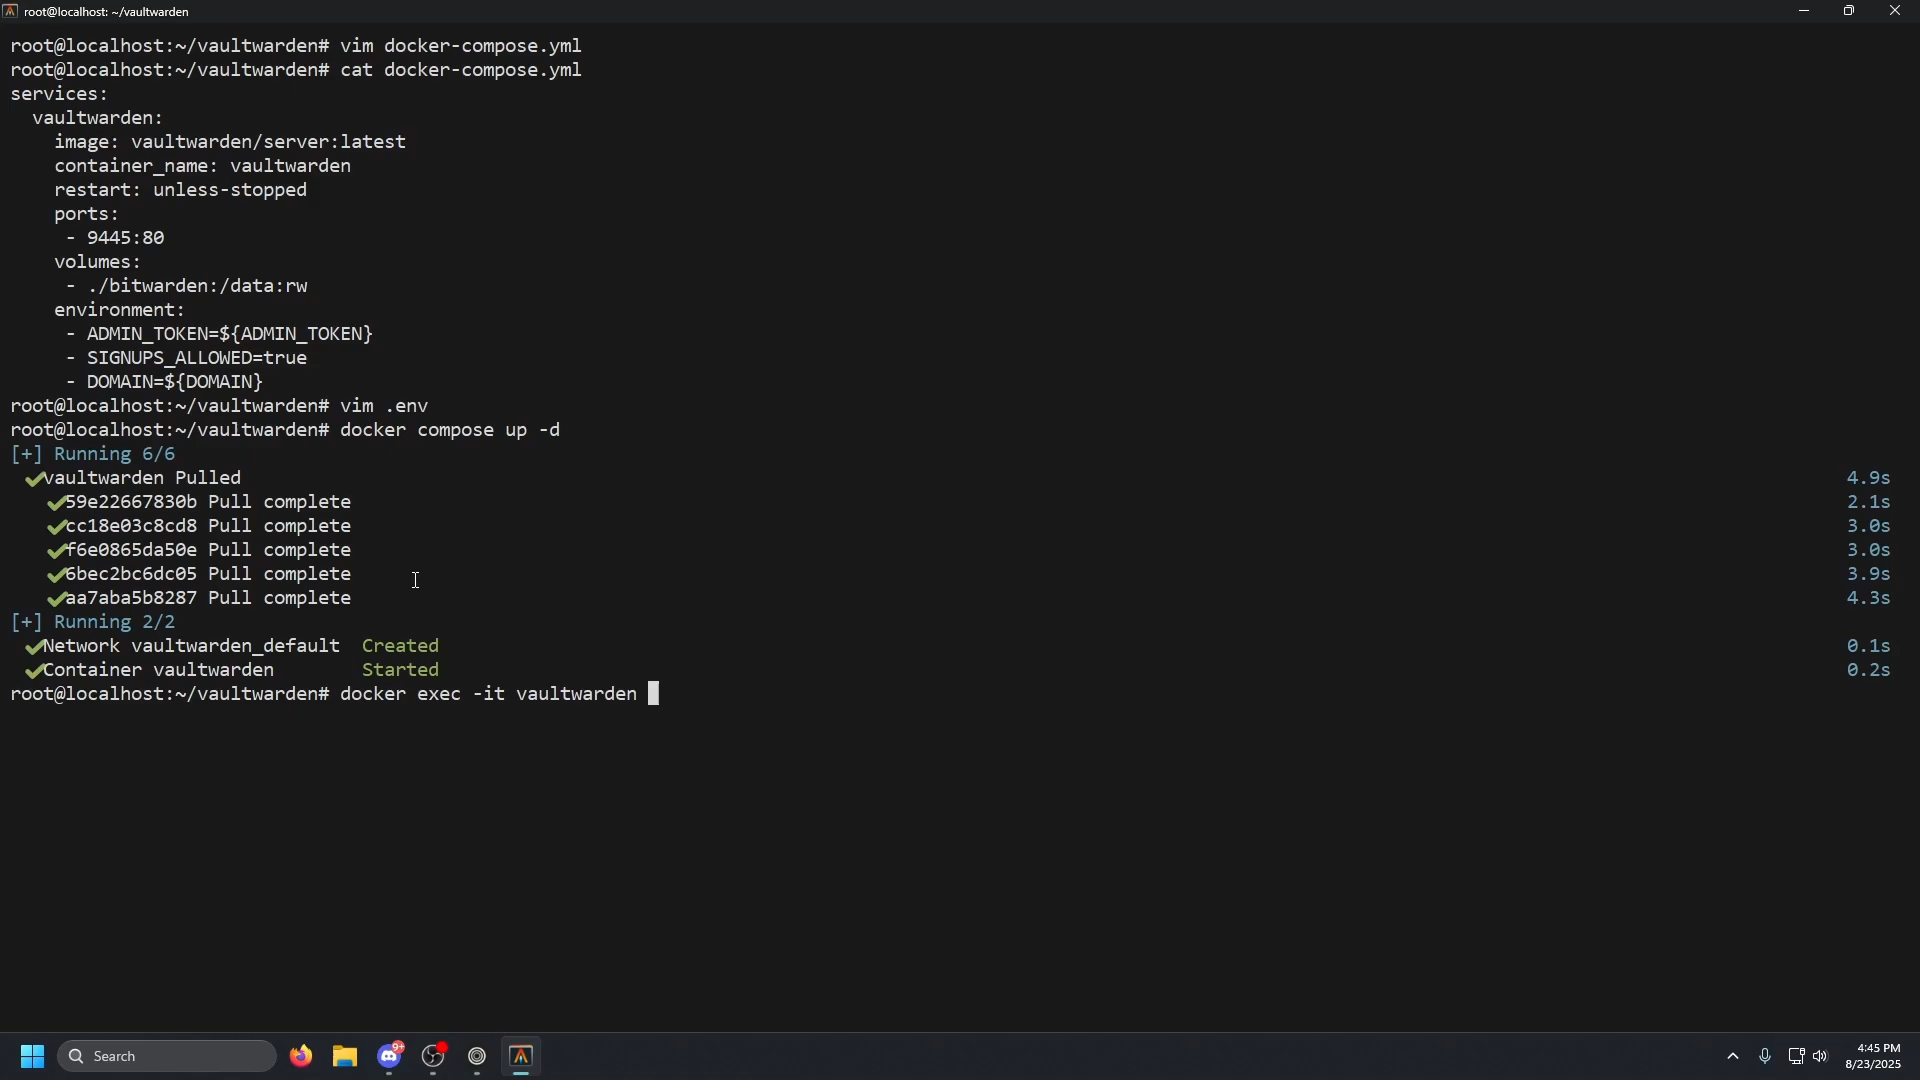 root@localhost: ~/vaultwarden
root@localhost:~/vaultwarden# vim docker-compose.yml
root@localhost:~/vaultwarden# cat docker-compose.yml
services:
  vaultwarden:
    image: vaultwarden/server:latest
    container_name: vaultwarden
    restart: unless-stopped
    ports:
     - 9445:80
    volumes:
     - ./bitwarden:/data:rw
    environment:
     - ADMIN_TOKEN=${ADMIN_TOKEN}
     - SIGNUPS_ALLOWED=true
     - DOMAIN=${DOMAIN}
root@localhost:~/vaultwarden# vim .env
root@localhost:~/vaultwarden# docker compose up -d
[+] Running 6/6
 ✔vaultwarden Pulled 4.9s
   ✔59e22667830b Pull complete 2.1s
   ✔cc18e03c8cd8 Pull complete 3.0s
   ✔f6e0865da50e Pull complete 3.0s
   ✔6bec2bc6dc05 Pull complete 3.9s
   ✔aa7aba5b8287 Pull complete 4.3s
[+] Running 2/2
 ✔Network vaultwarden_default  Created 0.1s
 ✔Container vaultwarden        Started 0.2s
root@localhost:~/vaultwarden# docker exec -it vaultwarden
Search
9+
4:45 PM
8/23/2025